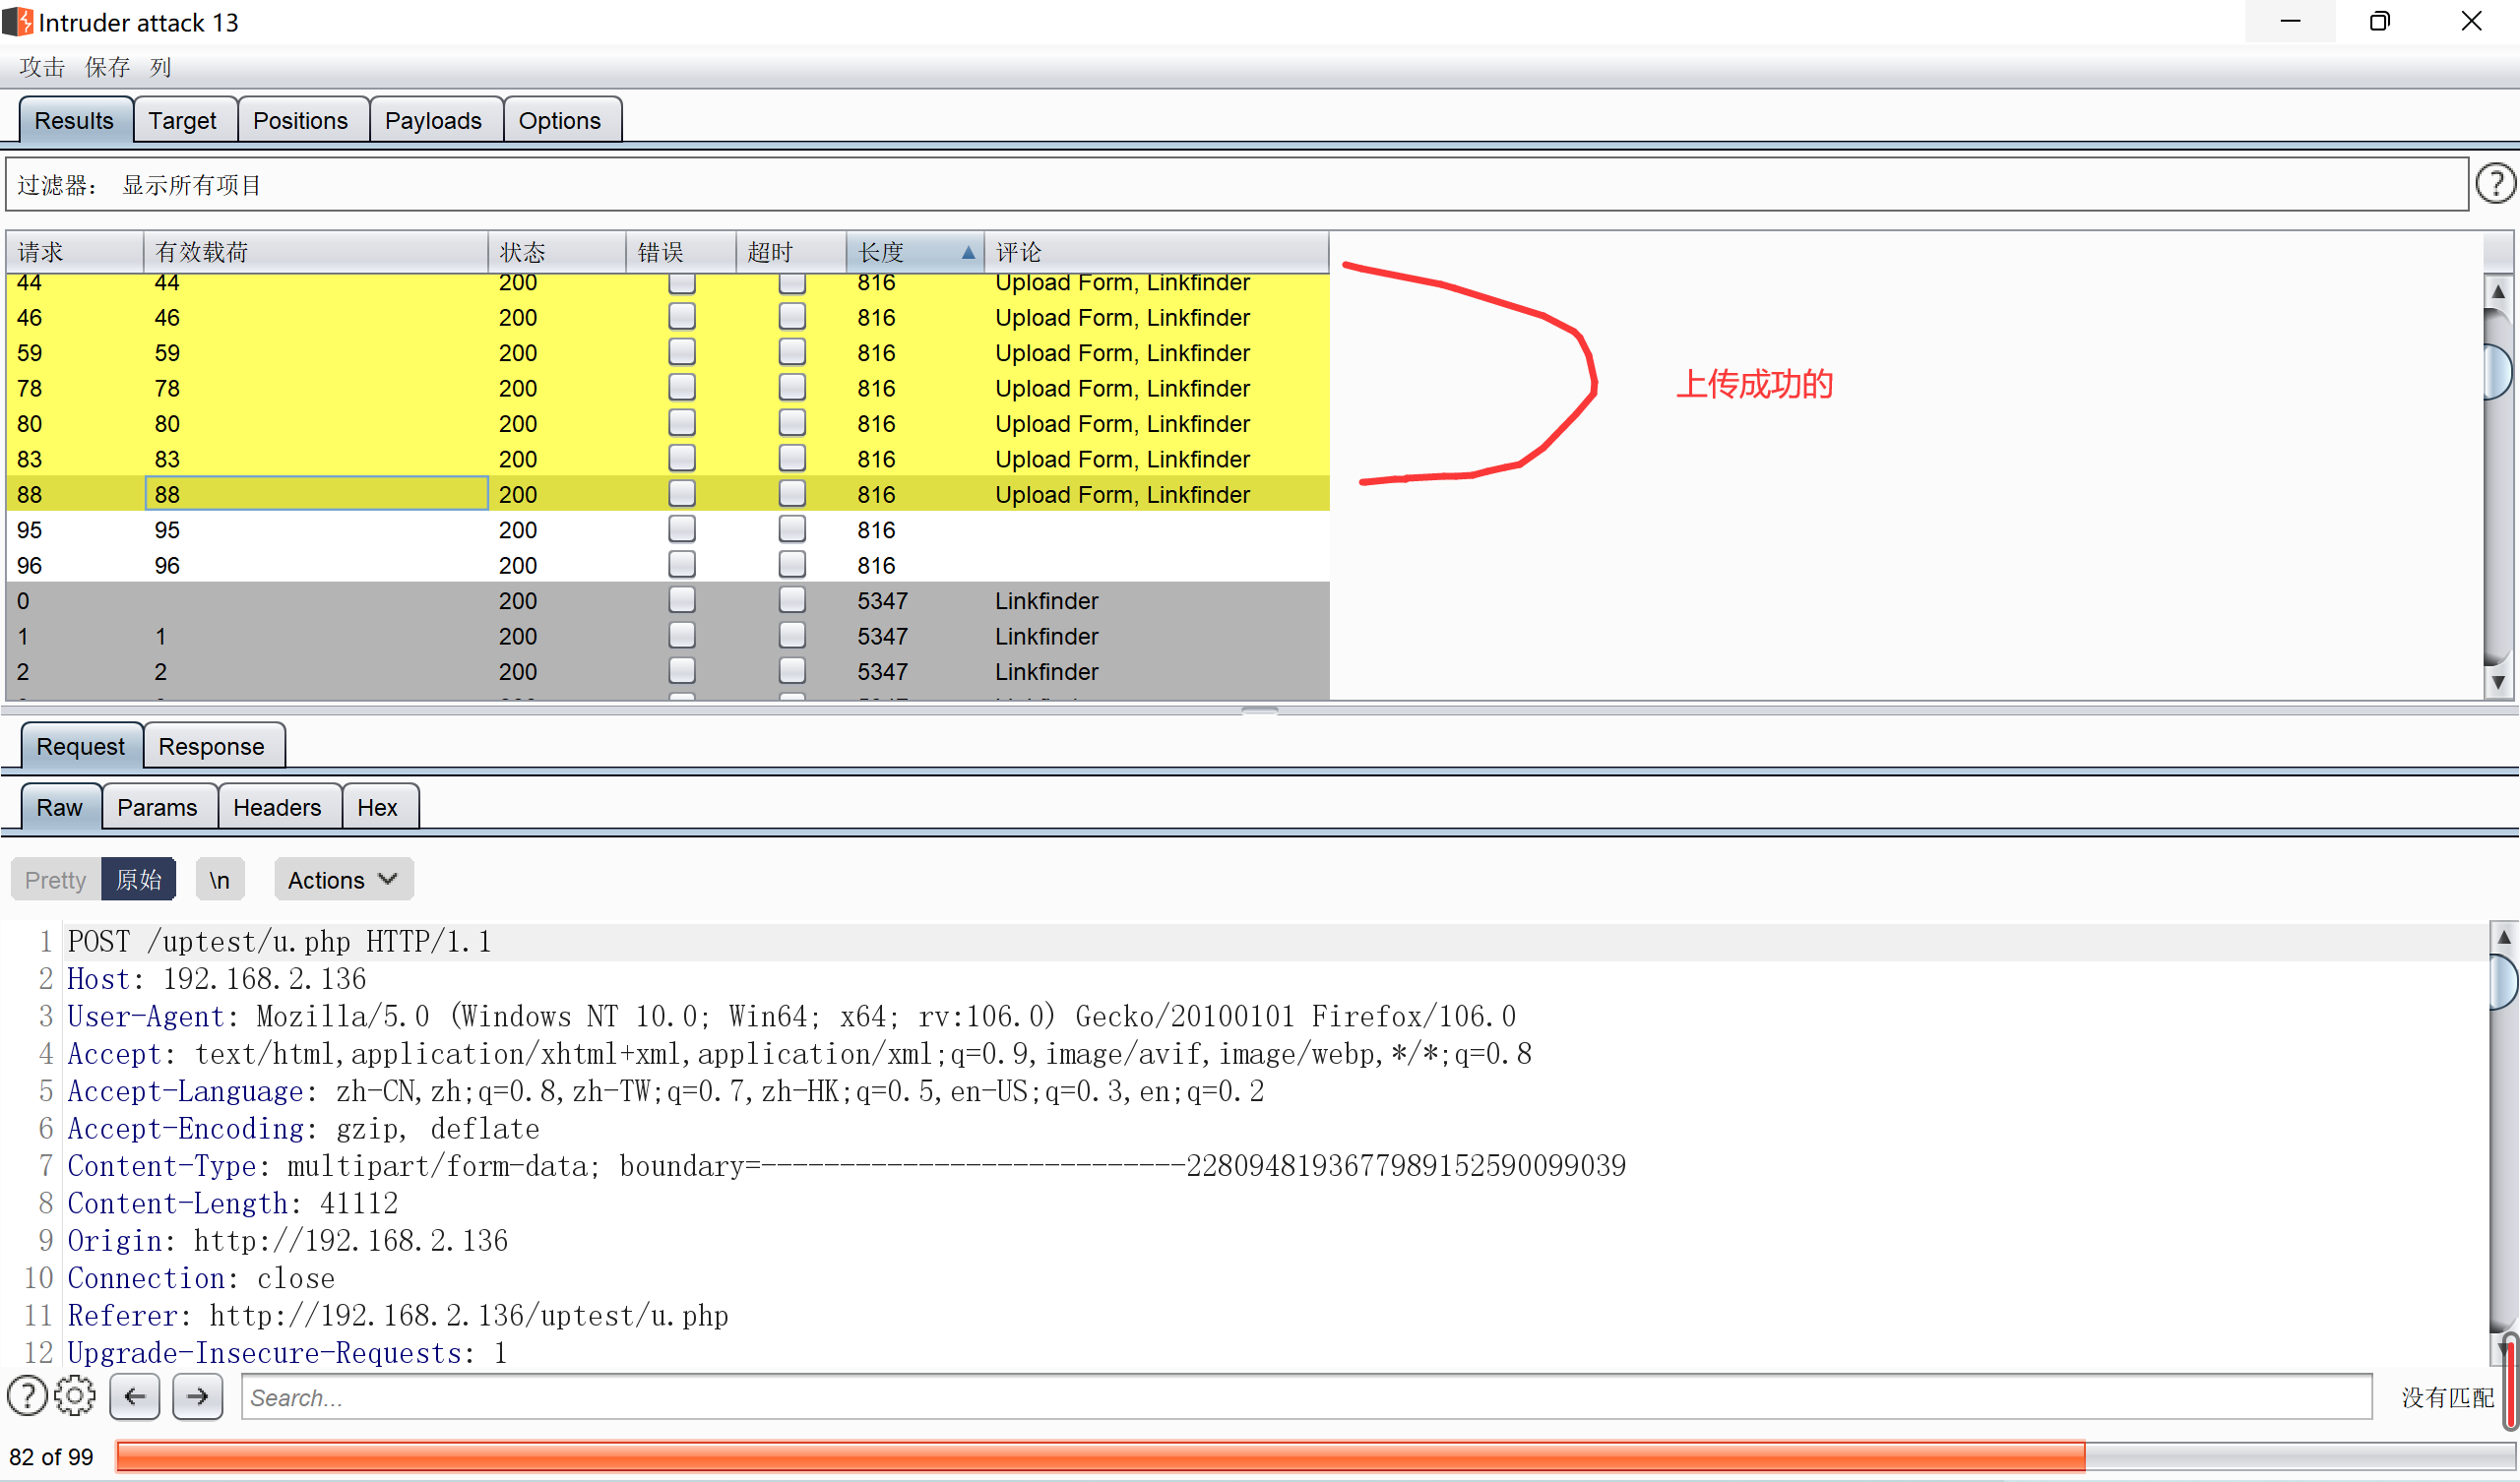 Intruder attack 13
攻击 保存 列
Results Target Positions Payloads Options
过滤器： 显示所有项目
?
请求 有效载荷 状态 错误 超时 长度 评论
44 44 200 816 Upload Form, Linkfinder
46 46 200 816 Upload Form, Linkfinder
59 59 200 816 Upload Form, Linkfinder
78 78 200 816 Upload Form, Linkfinder
80 80 200 816 Upload Form, Linkfinder
83 83 200 816 Upload Form, Linkfinder
88 88 200 816 Upload Form, Linkfinder
95 95 200 816
96 96 200 816
0 200 5347 Linkfinder
1 1 200 5347 Linkfinder
2 2 200 5347 Linkfinder
上传成功的
Request Response
Raw Params Headers Hex
Pretty 原始 \n Actions
1 POST /uptest/u.php HTTP/1.1
2 Host: 192.168.2.136
3 User-Agent: Mozilla/5.0 (Windows NT 10.0; Win64; x64; rv:106.0) Gecko/20100101 Firefox/106.0
4 Accept: text/html,application/xhtml+xml,application/xml;q=0.9,image/avif,image/webp,*/*;q=0.8
5 Accept-Language: zh-CN,zh;q=0.8,zh-TW;q=0.7,zh-HK;q=0.5,en-US;q=0.3,en;q=0.2
6 Accept-Encoding: gzip, deflate
7 Content-Type: multipart/form-data; boundary=---------------------------2280948193677989152590099039
8 Content-Length: 41112
9 Origin: http://192.168.2.136
10 Connection: close
11 Referer: http://192.168.2.136/uptest/u.php
12 Upgrade-Insecure-Requests: 1
? Search... 没有匹配
82 of 99